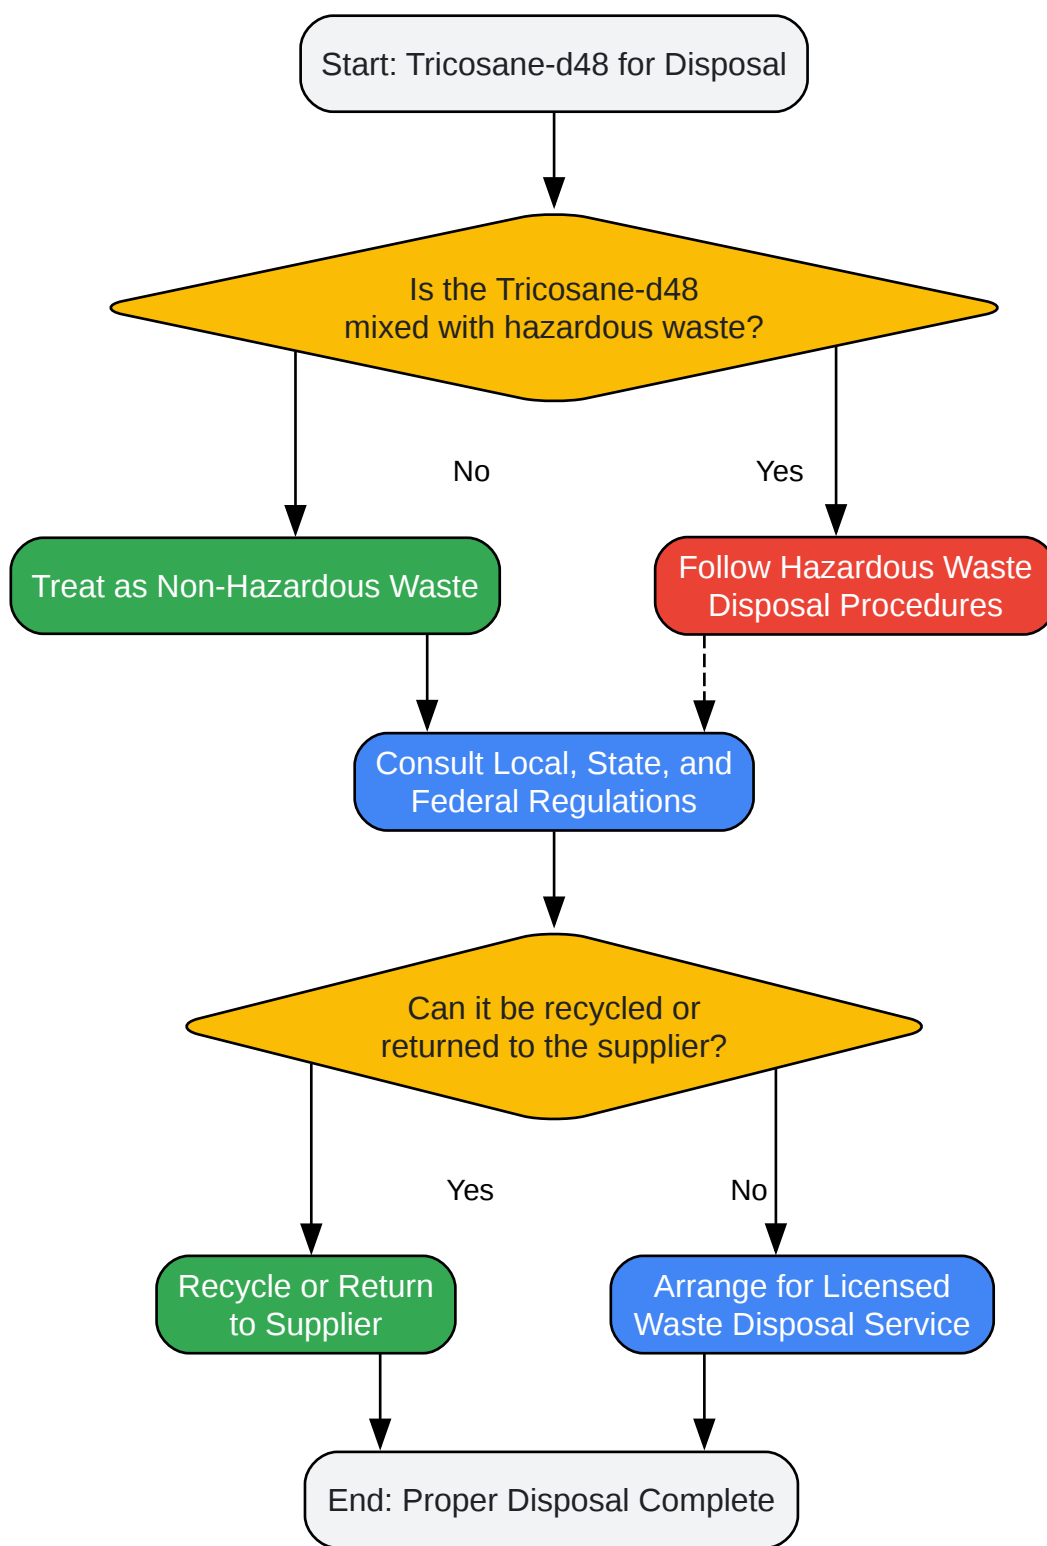 Start: Tricosane-d48 for Disposal
Is the Tricosane-d48
mixed with hazardous waste?
No
Yes
Treat as Non-Hazardous Waste
Follow Hazardous Waste
Disposal Procedures
Consult Local, State, and
Federal Regulations
Can it be recycled or
returned to the supplier?
Yes
No
Recycle or Return
to Supplier
Arrange for Licensed
Waste Disposal Service
End: Proper Disposal Complete